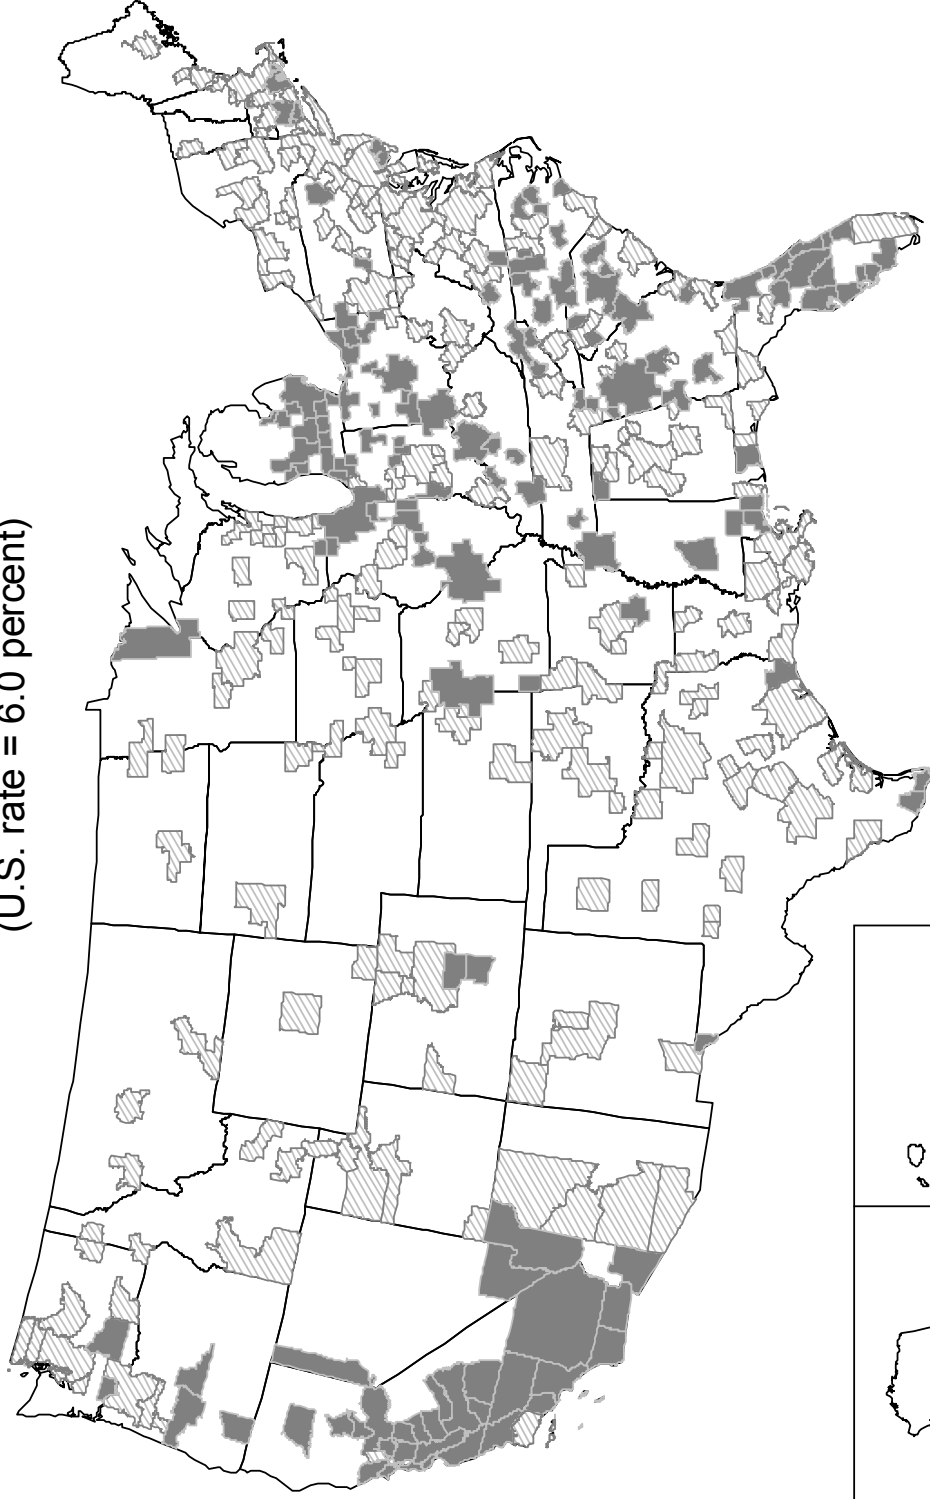 (U.S. rate = 6.0 percent)